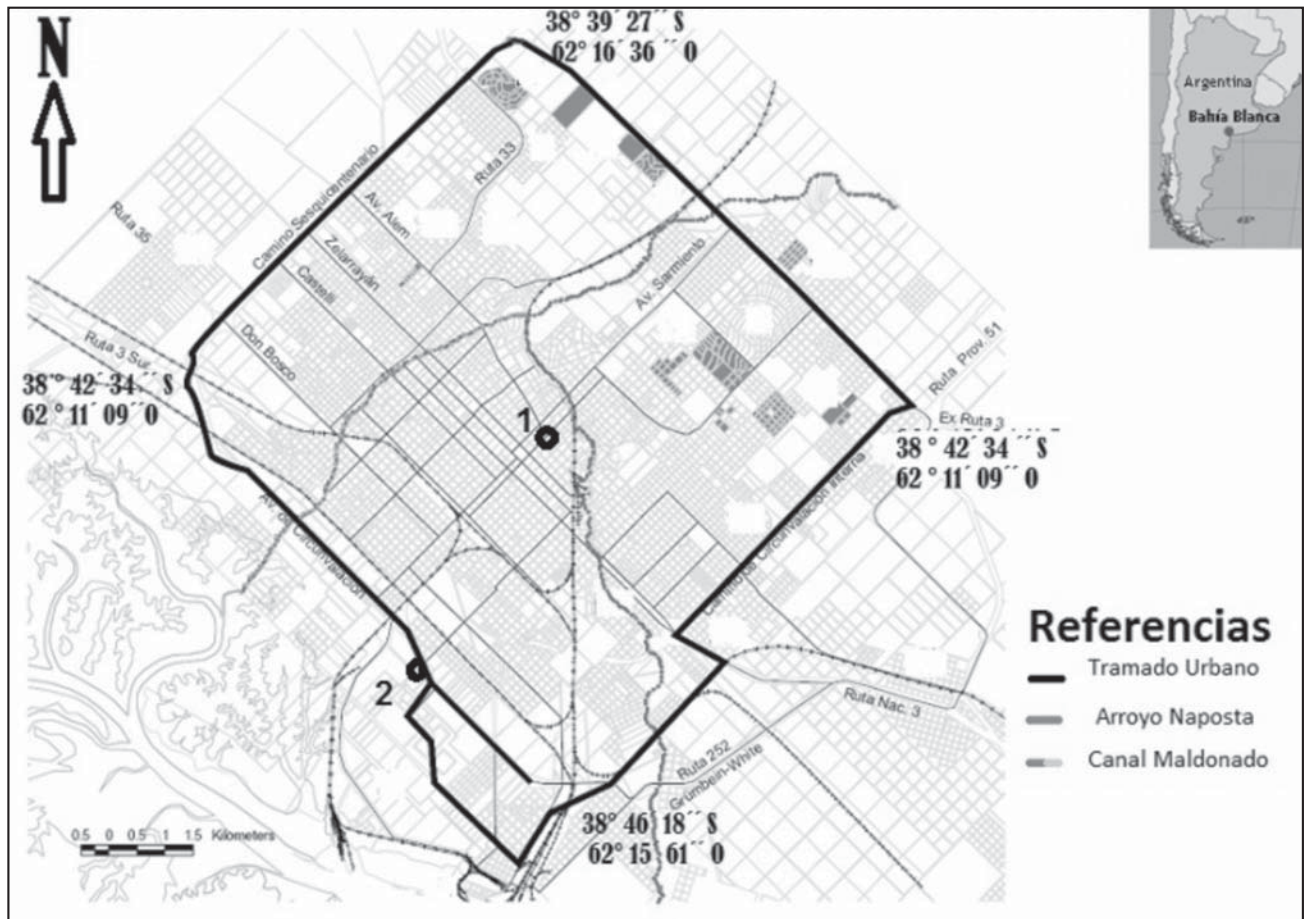 N
38° 39´ 27´´ S
62° 16´ 36´´ O
Argentina
Bahía Blanca
45°
Ruta 33
Camino Sesquicentenario
Av. Alem
Ruta 35
Zelarrayán
Castelli
Av. Sarmiento
Don Bosco
Ruta 3 Sur
Ruta Prov. 51
38° 42´ 34´´ S
62° 11´ 09´´ O
1
Ex Ruta 3
38° 42´ 34´´ S
62° 11´ 09´´ O
Camino de Circunvalación Interna
Av. de Circunvalación
Referencias
Tramado Urbano
2
Arroyo Naposta
Ruta Nac. 3
Canal Maldonado
Ruta 252
Grümbein-White
38° 46´ 18´´ S
62° 15´ 61´´ O
0.5 0 0.5 1 1.5 Kilometers